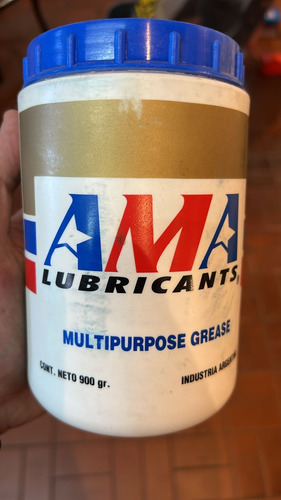 AMA
LUBRICANTS
MULTIPURPOSE GREASE
CONT. NETO 900 gr.
INDUSTRIA